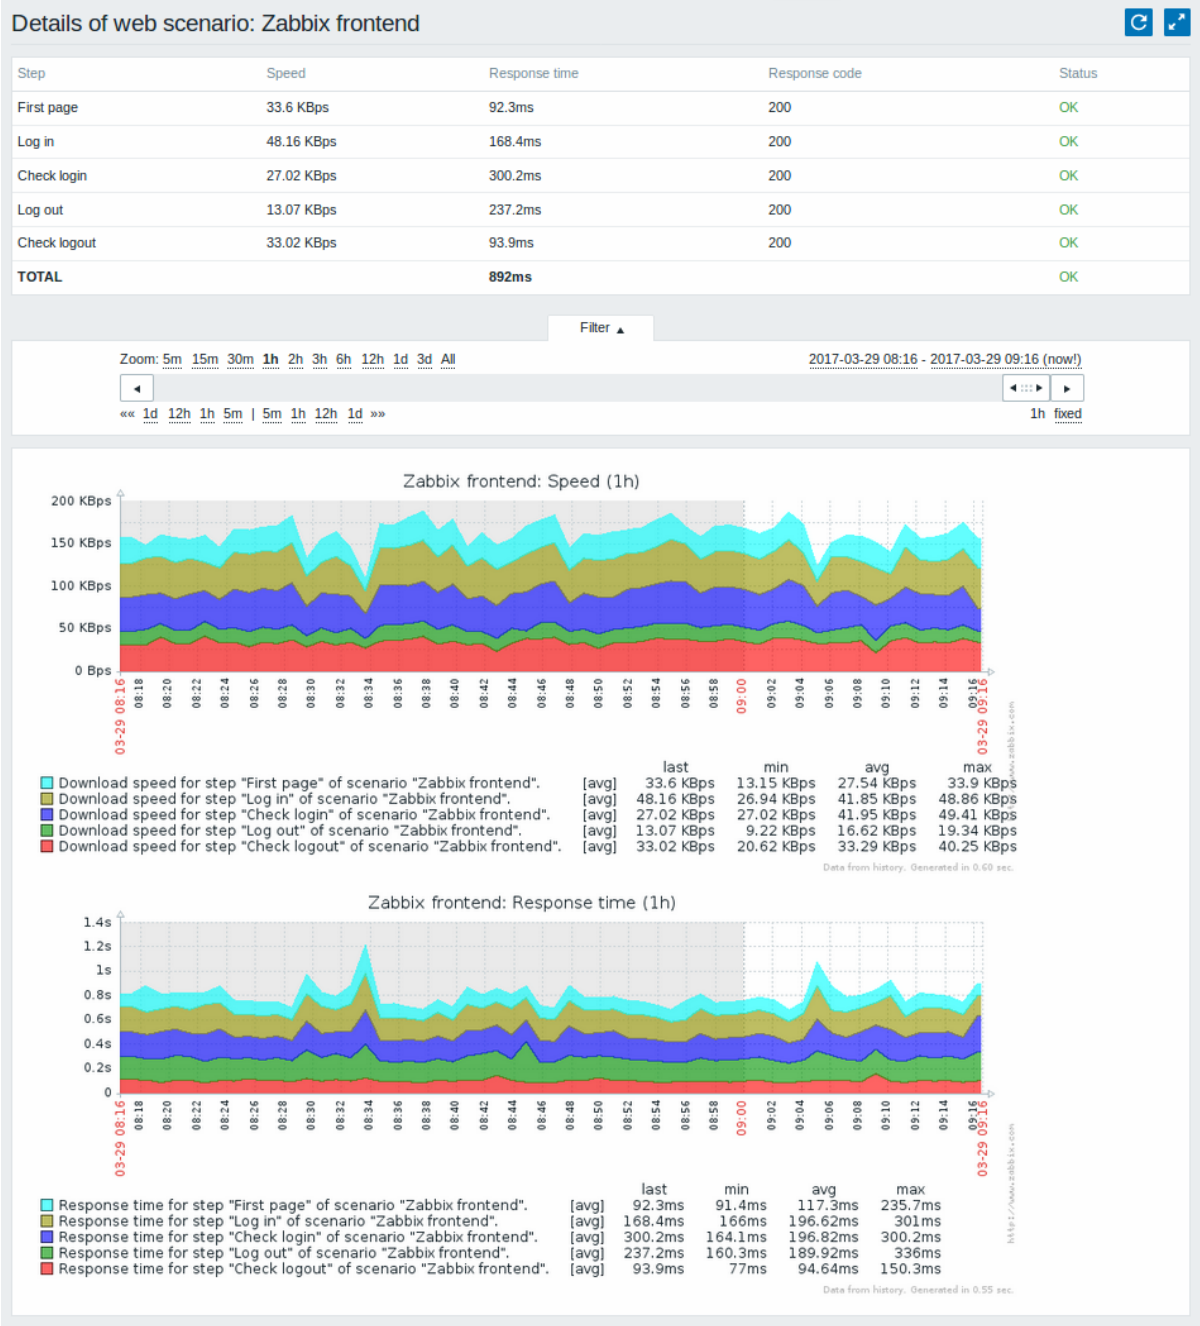 Details of web scenario: Zabbix frontend
Step Speed Response time Response code Status
First page 33.6 KBps 92.3ms 200 OK
Log in 48.16 KBps 168.4ms 200 OK
Check login 27.02 KBps 300.2ms 200 OK
Log out 13.07 KBps 237.2ms 200 OK
Check logout 33.02 KBps 93.9ms 200 OK
TOTAL 892ms OK
Filter ▲
Zoom: 5m 15m 30m 1h 2h 3h 6h 12h 1d 3d All 2017-03-29 08:16 - 2017-03-29 09:16 (now!)
«« 1d 12h 1h 5m | 5m 1h 12h 1d »» 1h fixed
Zabbix frontend: Speed (1h)
200 KBps
150 KBps
100 KBps
50 KBps
0 Bps
03-29 08:16 08:18 08:20 08:22 08:24 08:26 08:28 08:30 08:32 08:34 08:36 08:38 08:40 08:42 08:44 08:46 08:48 08:50 08:52 08:54 08:56 08:58 09:00 09:02 09:04 09:06 09:08 09:10 09:12 09:14 09:16 03-29 09:16
last min avg max
Download speed for step "First page" of scenario "Zabbix frontend". [avg] 33.6 KBps 13.15 KBps 27.54 KBps 33.9 KBps
Download speed for step "Log in" of scenario "Zabbix frontend". [avg] 48.16 KBps 26.94 KBps 41.85 KBps 48.86 KBps
Download speed for step "Check login" of scenario "Zabbix frontend". [avg] 27.02 KBps 27.02 KBps 41.95 KBps 49.41 KBps
Download speed for step "Log out" of scenario "Zabbix frontend". [avg] 13.07 KBps 9.22 KBps 16.62 KBps 19.34 KBps
Download speed for step "Check logout" of scenario "Zabbix frontend". [avg] 33.02 KBps 20.62 KBps 33.29 KBps 40.25 KBps
Data from history. Generated in 0.60 sec.
Zabbix frontend: Response time (1h)
1.4s
1.2s
1s
0.8s
0.6s
0.4s
0.2s
0
03-29 08:16 08:18 08:20 08:22 08:24 08:26 08:28 08:30 08:32 08:34 08:36 08:38 08:40 08:42 08:44 08:46 08:48 08:50 08:52 08:54 08:56 08:58 09:00 09:02 09:04 09:06 09:08 09:10 09:12 09:14 09:16 03-29 09:16
http://www.zabbix.com
last min avg max
Response time for step "First page" of scenario "Zabbix frontend". [avg] 92.3ms 91.4ms 117.3ms 235.7ms
Response time for step "Log in" of scenario "Zabbix frontend". [avg] 168.4ms 166ms 196.62ms 301ms
Response time for step "Check login" of scenario "Zabbix frontend". [avg] 300.2ms 164.1ms 196.82ms 300.2ms
Response time for step "Log out" of scenario "Zabbix frontend". [avg] 237.2ms 160.3ms 189.92ms 336ms
Response time for step "Check logout" of scenario "Zabbix frontend". [avg] 93.9ms 77ms 94.64ms 150.3ms
Data from history. Generated in 0.55 sec.